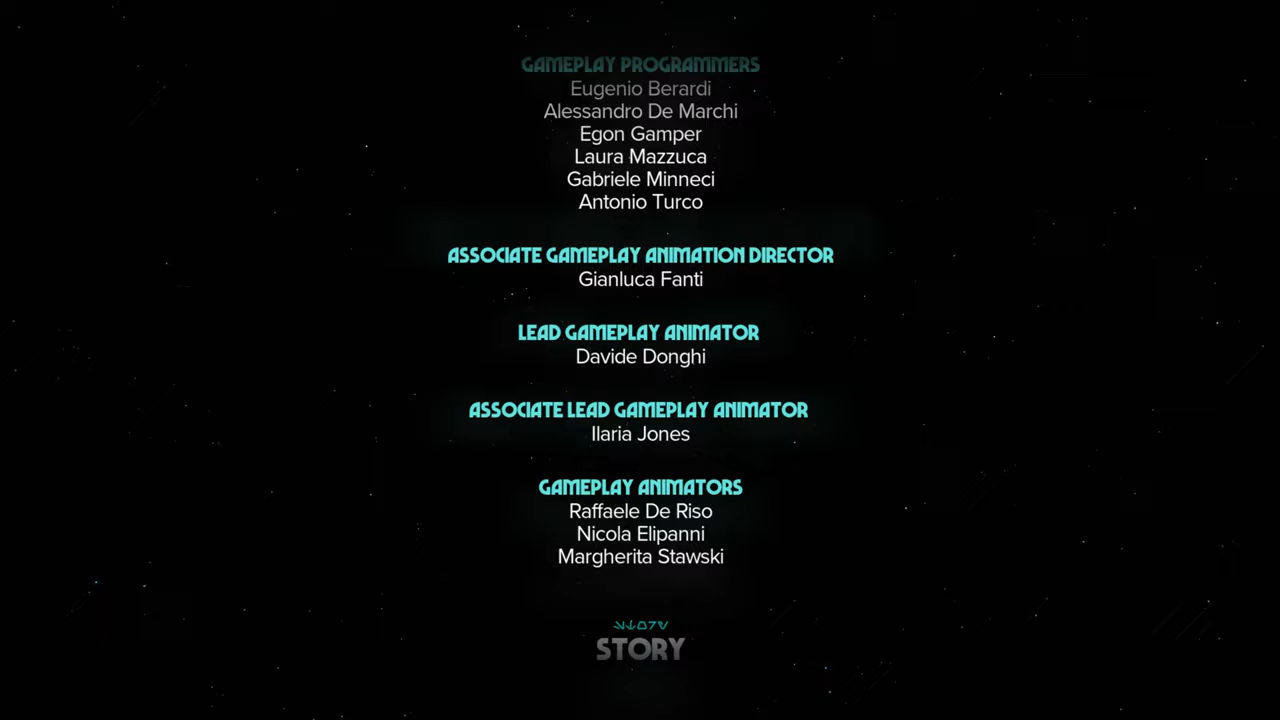 GAMEPLAY PROGRAMMERS
Eugenio Berardi
Alessandro De Marchi
Egon Gamper
Laura Mazzuca
Gabriele Minneci
Antonio Turco
ASSOCIATE GAMEPLAY ANIMATION DIRECTOR
Gianluca Fanti
LEAD GAMEPLAY ANIMATOR
Davide Donghi
ASSOCIATE LEAD GAMEPLAY ANIMATOR
Ilaria Jones
GAMEPLAY ANIMATORS
Raffaele De Riso
Nicola Elipanni
Margherita Stawski
STORY